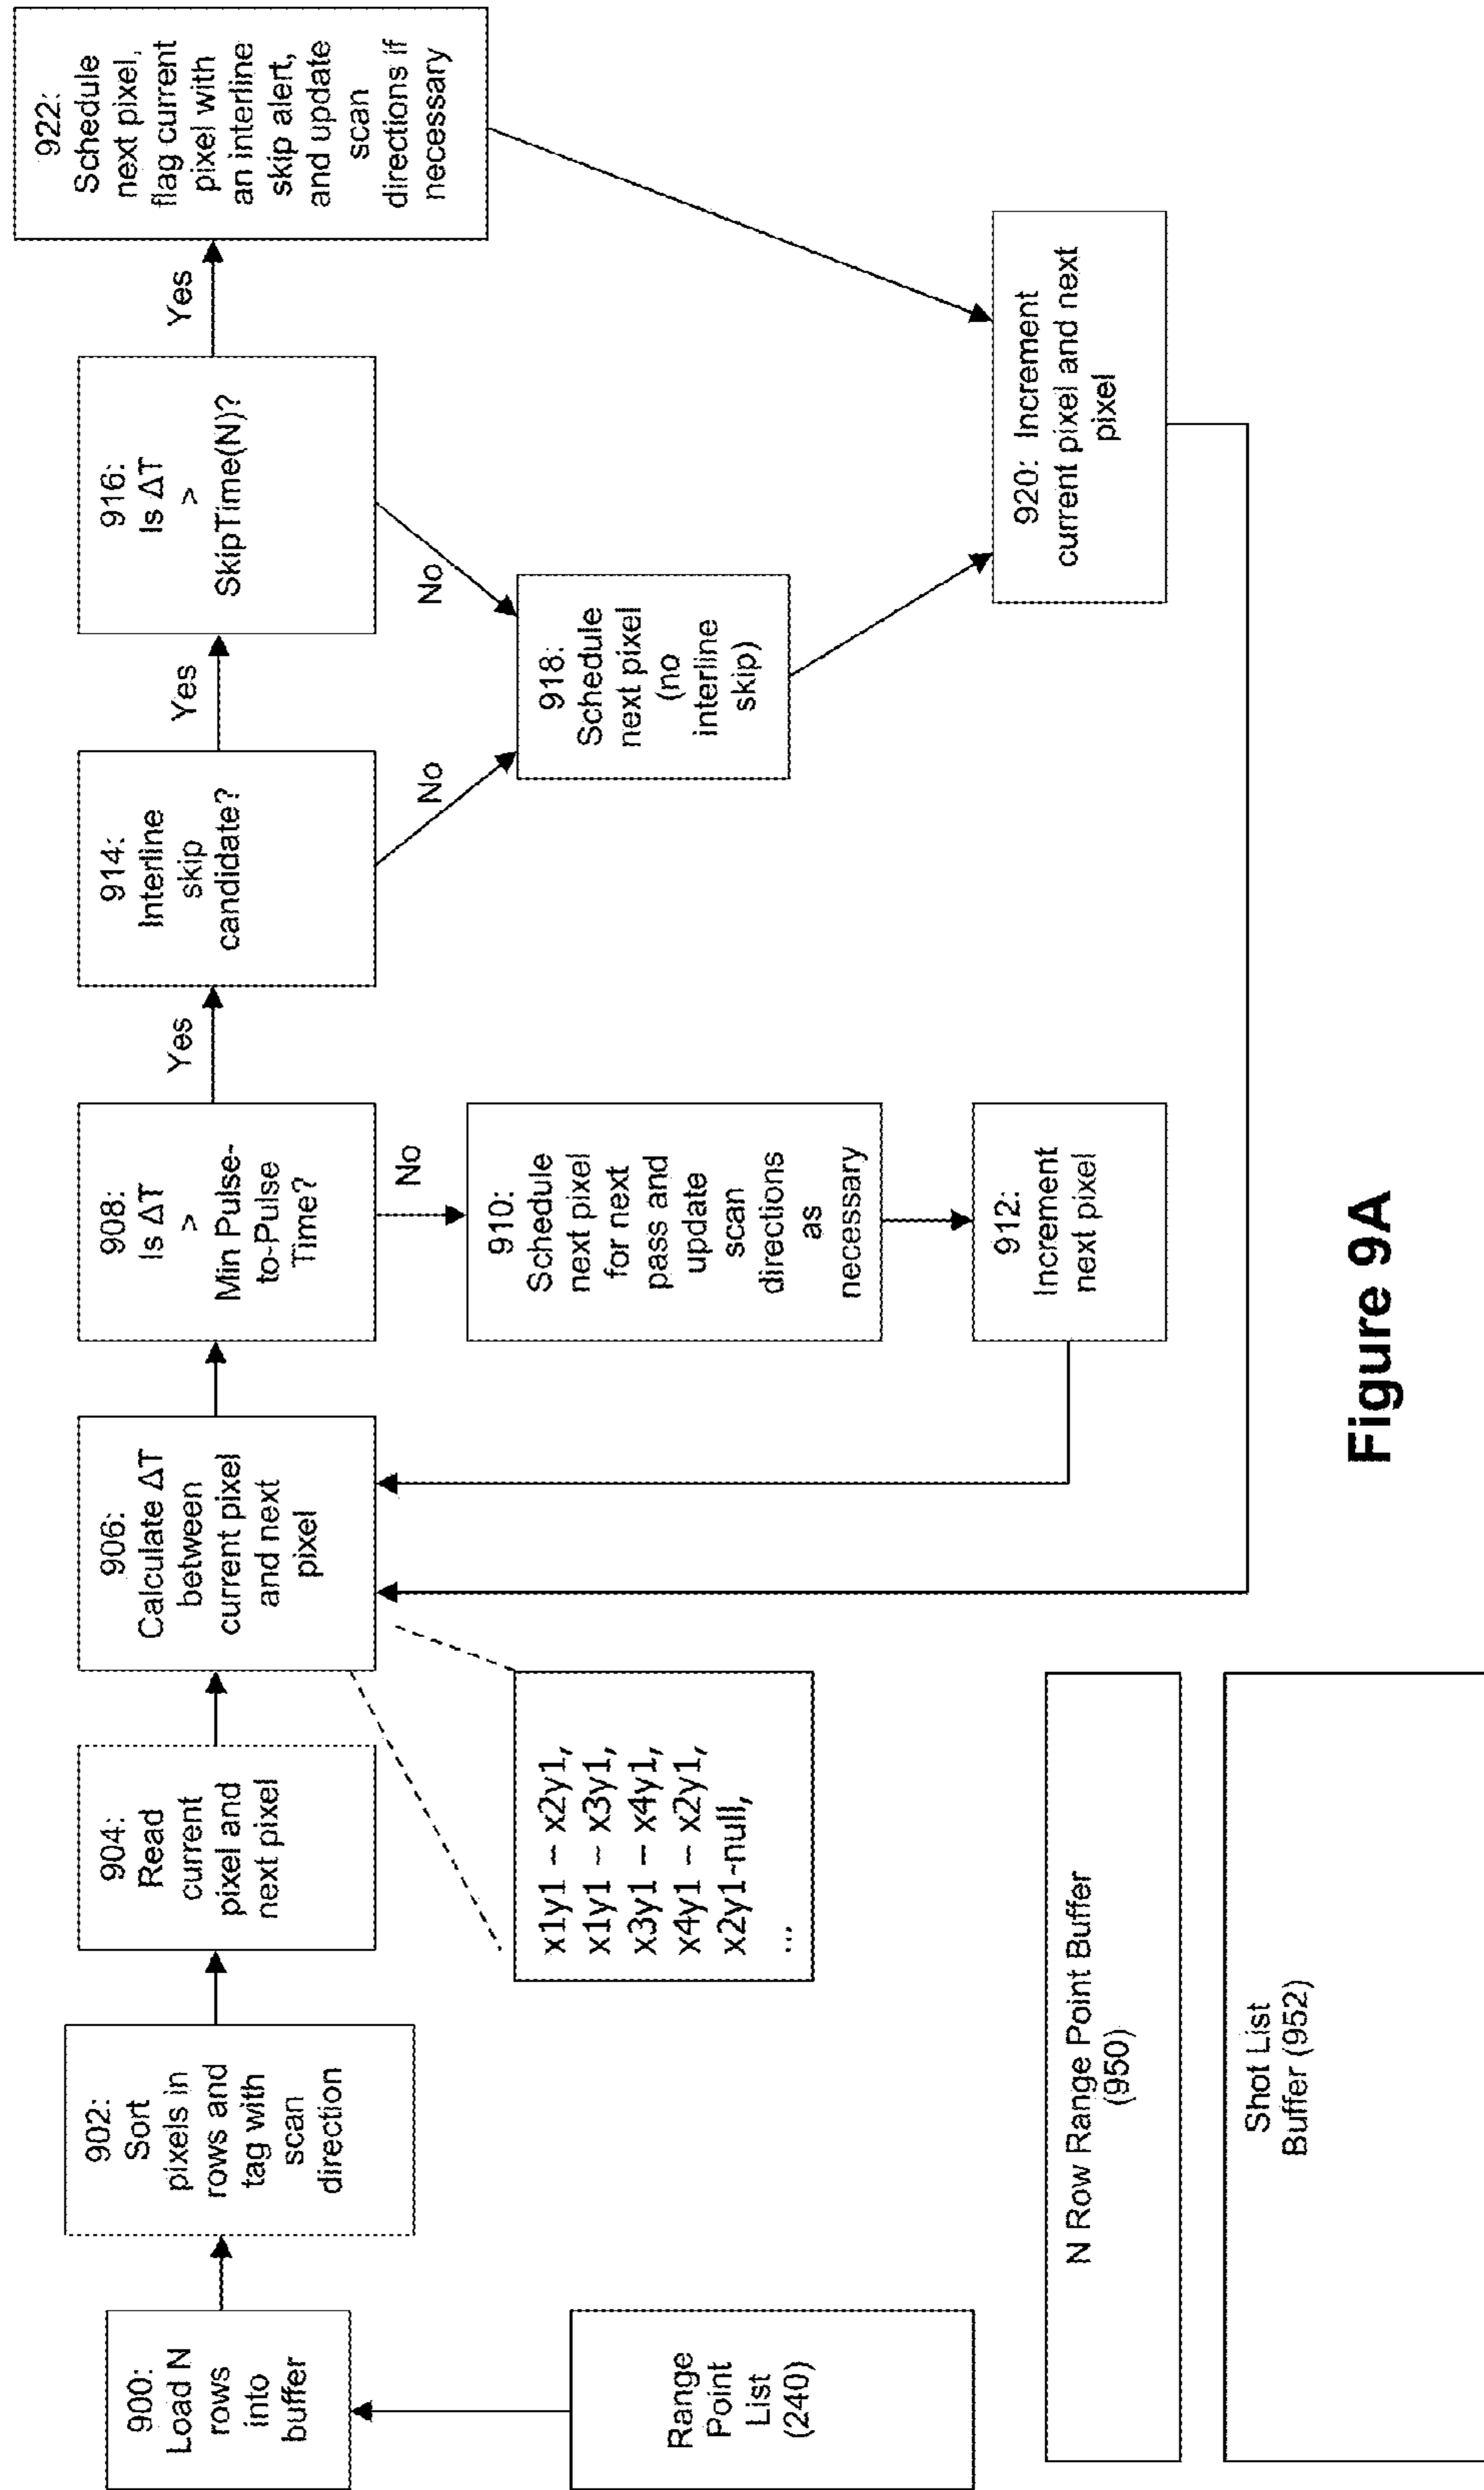 900:
Load N
rows
into
buffer
Range
Point
List
(240)
902:
Sort
pixels in
rows and
tag with
scan
direction
904:
Read
current
pixel and
next pixel
906:
Calculate ΔT
between
current pixel
and next
pixel
x1y1 – x2y1,
x1y1 – x3y1,
x3y1 – x4y1,
x4y1 – x2y1,
x2y1-null,
...
908:
Is ΔT
>
Min Pulse-
to-Pulse
Time?
No
910:
Schedule
next pixel
for next
pass and
update
scan
directions
as
necessary
912:
Increment
next pixel
Yes
914:
Interline
skip
candidate?
No
Yes
916:
Is ΔT
>
SkipTime(N)?
No
918:
Schedule
next pixel
(no
interline
skip)
Yes
922:
Schedule
next pixel,
flag current
pixel with
an interline
skip alert,
and update
scan
directions if
necessary
920: Increment
current pixel and next
pixel
N Row Range Point Buffer
(950)
Shot List
Buffer (952)
Figure 9A